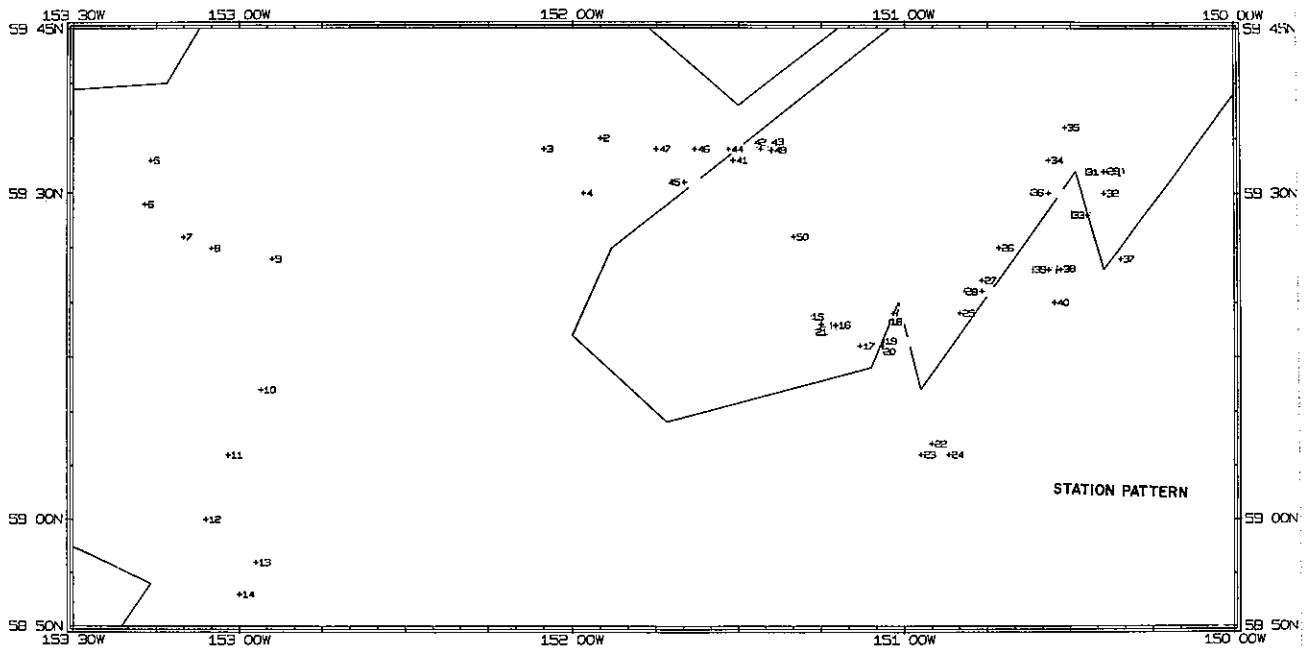 153 30W 153 00W 152 00W 151 00W 150 00W
59 45N 59 45N
+35
+2 42 43
+3 +47 +46 +44 +49
+5 +41 +34
31 +29
45+ 59 30N
59 30N +4 36+ +32
+6
33+
+7 +50
+8 +26
+9 +37
39+ +38
+27
28+
+40
15 +25
+16 18
+17 19
20
+10
+22
+11 +23 +24
STATION PATTERN
59 00N +12 59 00N
+13
+14
58 50N 58 50N
153 30W 153 00W 152 00W 151 00W 150 00W